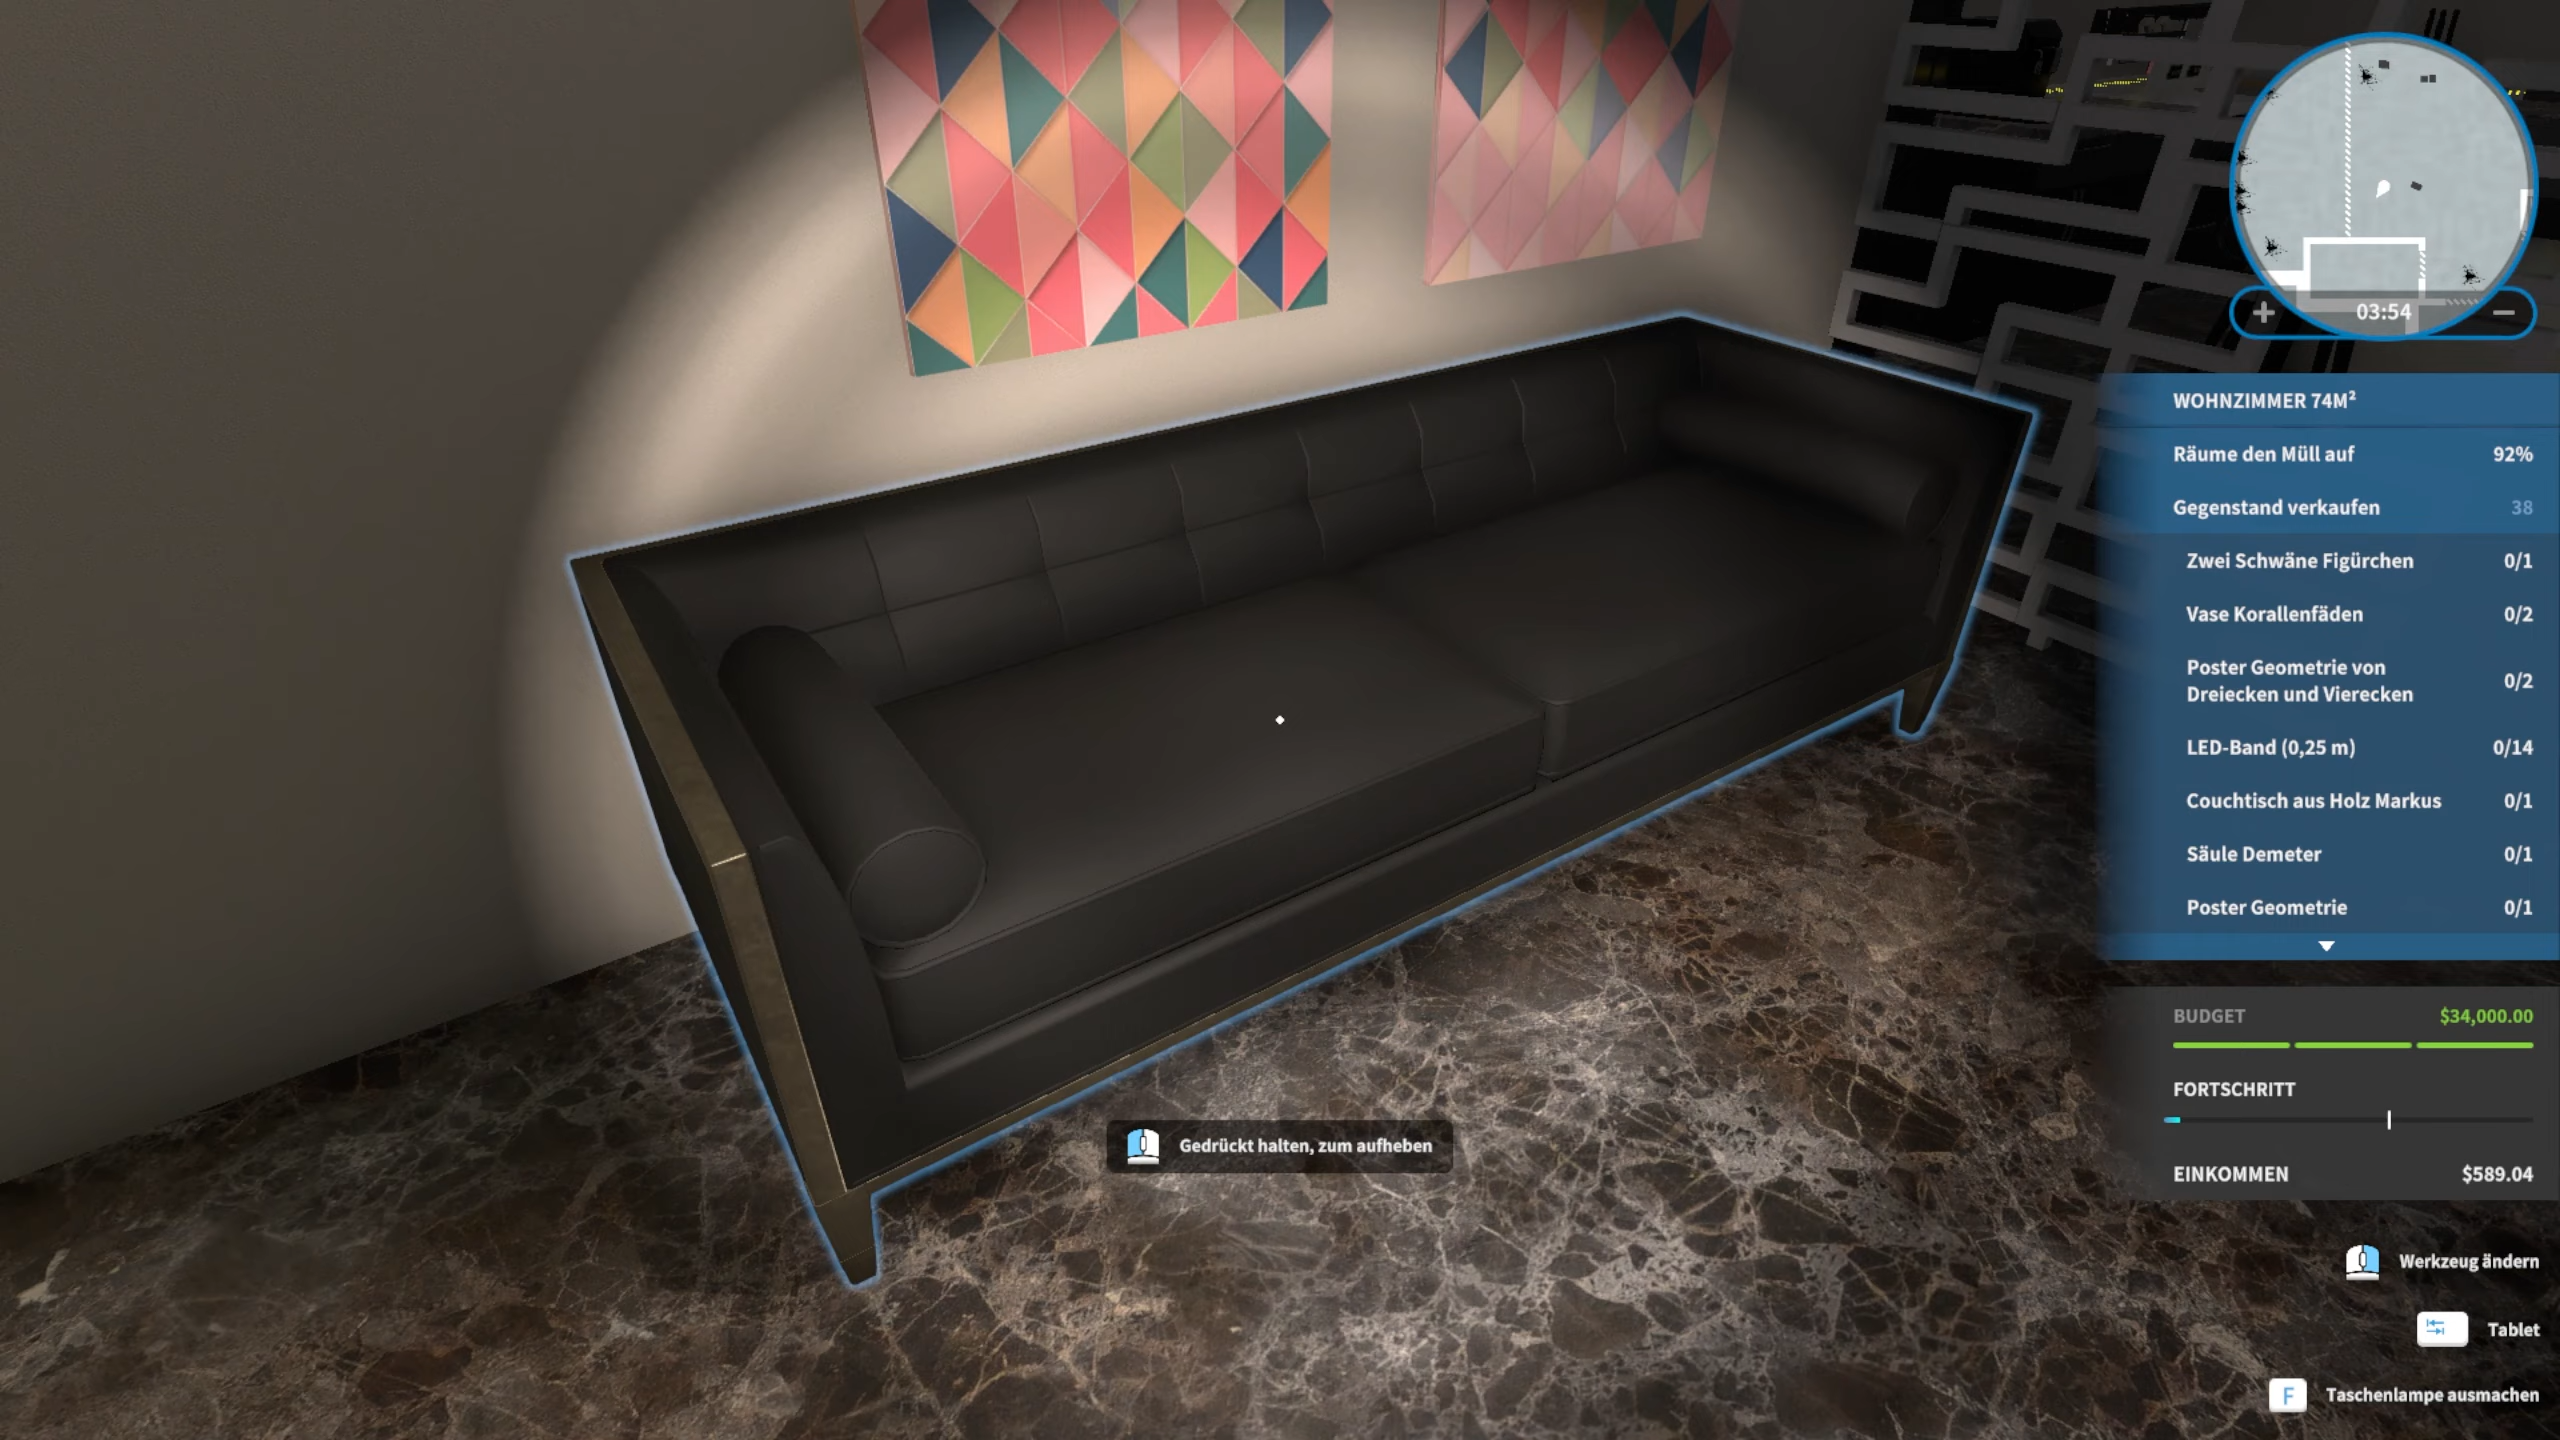 03:54
WOHNZIMMER 74M²
Räume den Müll auf 92%
Gegenstand verkaufen 38
Zwei Schwäne Figürchen 0/1
Vase Korallenfäden 0/2
Poster Geometrie von
Dreiecken und Vierecken 0/2
LED-Band (0,25 m) 0/14
Couchtisch aus Holz Markus 0/1
Säule Demeter 0/1
Poster Geometrie 0/1
BUDGET $34,000.00
FORTSCHRITT
EINKOMMEN $589.04
Gedrückt halten, zum aufheben
Werkzeug ändern
Tablet
F Taschenlampe ausmachen